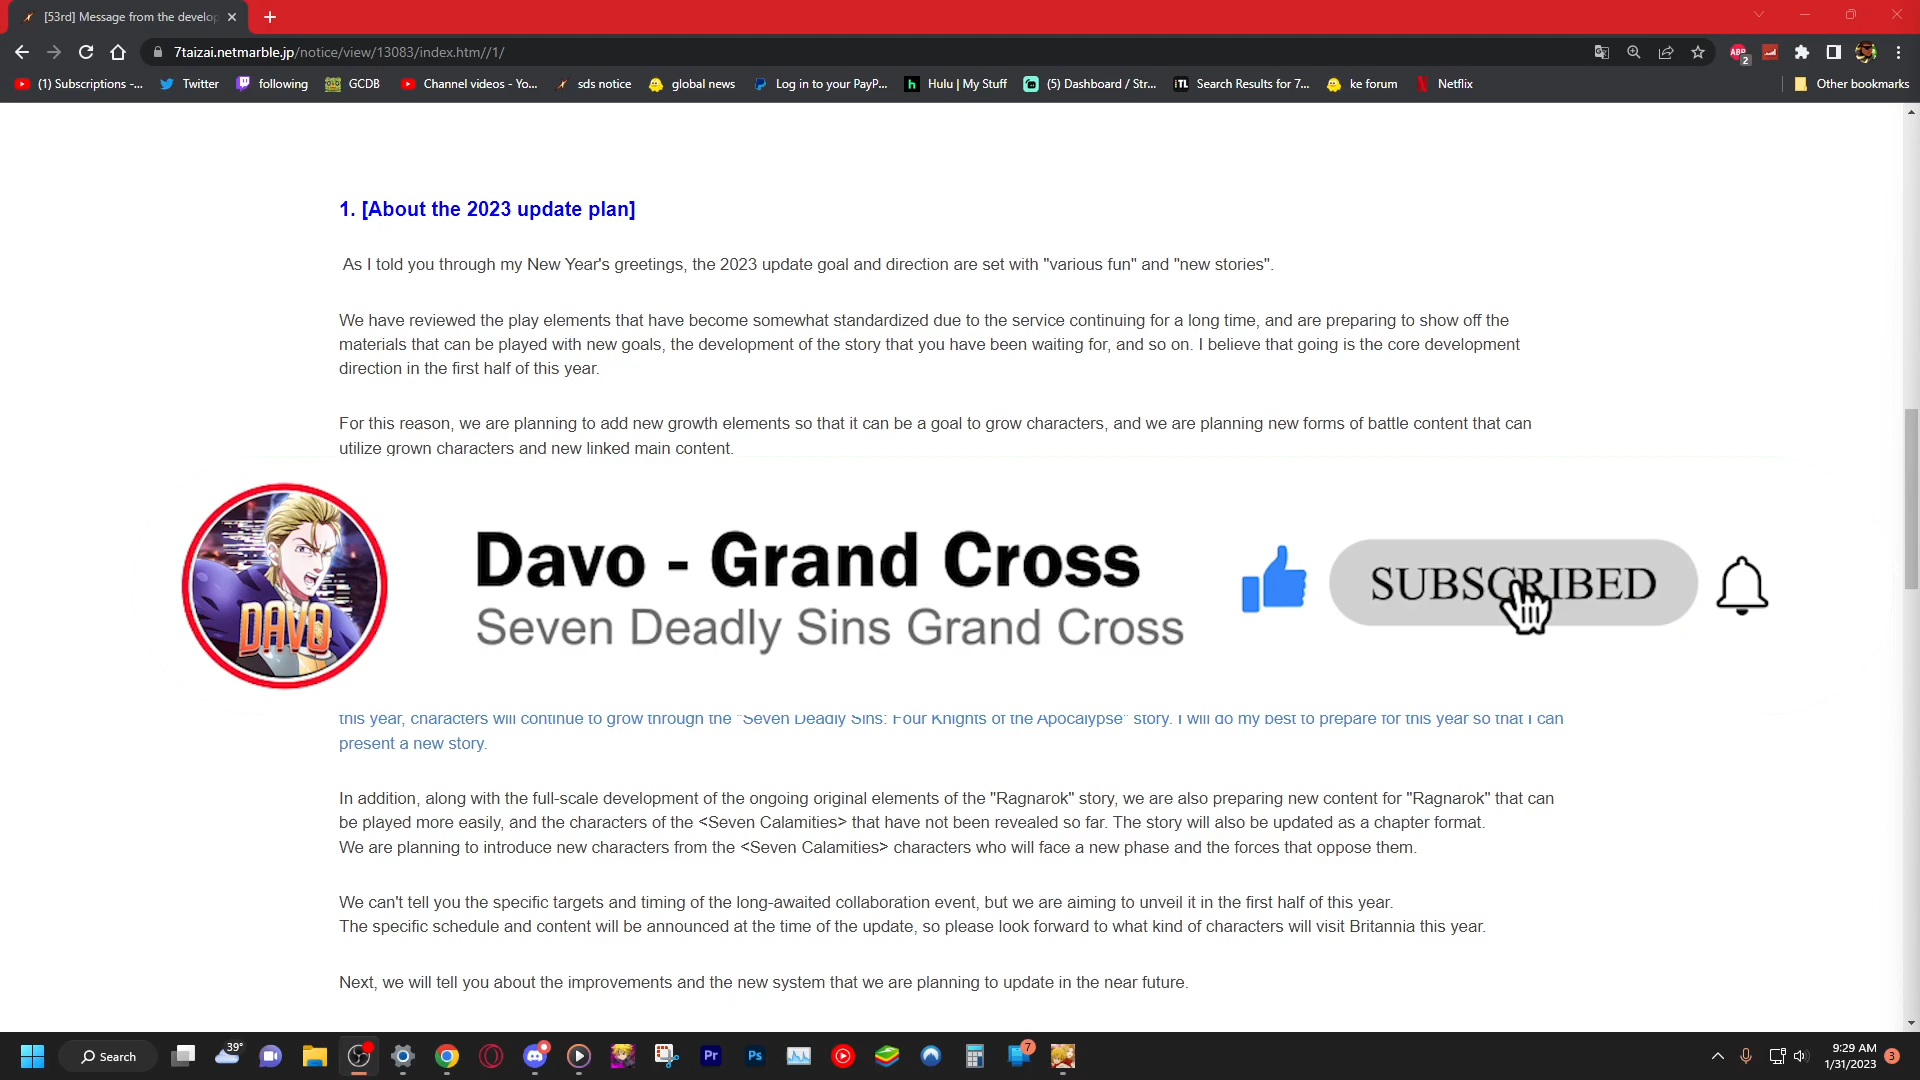 [53rd] Message from the develop
7taizai.netmarble.jp/notice/view/13083/index.htm//1/
ABP
2
(1) Subscriptions -...
Twitter
following
GCDB
Channel videos - Yo...
sds notice
global news
Log in to your PayP...
h
Hulu | My Stuff
(5) Dashboard / Str...
iTL
Search Results for 7...
ke forum
Netflix
Other bookmarks
1. [About the 2023 update plan]
As I told you through my New Year's greetings, the 2023 update goal and direction are set with "various fun" and "new stories".
We have reviewed the play elements that have become somewhat standardized due to the service continuing for a long time, and are preparing to show off the
materials that can be played with new goals, the development of the story that you have been waiting for, and so on. I believe that going is the core development
direction in the first half of this year.
For this reason, we are planning to add new growth elements so that it can be a goal to grow characters, and we are planning new forms of battle content that can
utilize grown characters and new linked main content.
DAVO
Davo - Grand Cross
Seven Deadly Sins Grand Cross
SUBSCRIBED
this year, characters will continue to grow through the "Seven Deadly Sins: Four Knights of the Apocalypse" story. I will do my best to prepare for this year so that I can
present a new story.
In addition, along with the full-scale development of the ongoing original elements of the "Ragnarok" story, we are also preparing new content for "Ragnarok" that can
be played more easily, and the characters of the <Seven Calamities> that have not been revealed so far. The story will also be updated as a chapter format.
We are planning to introduce new characters from the <Seven Calamities> characters who will face a new phase and the forces that oppose them.
We can't tell you the specific targets and timing of the long-awaited collaboration event, but we are aiming to unveil it in the first half of this year.
The specific schedule and content will be announced at the time of the update, so please look forward to what kind of characters will visit Britannia this year.
Next, we will tell you about the improvements and the new system that we are planning to update in the near future.
Search
39°
Pr
Ps
7
9:29 AM
1/31/2023
3